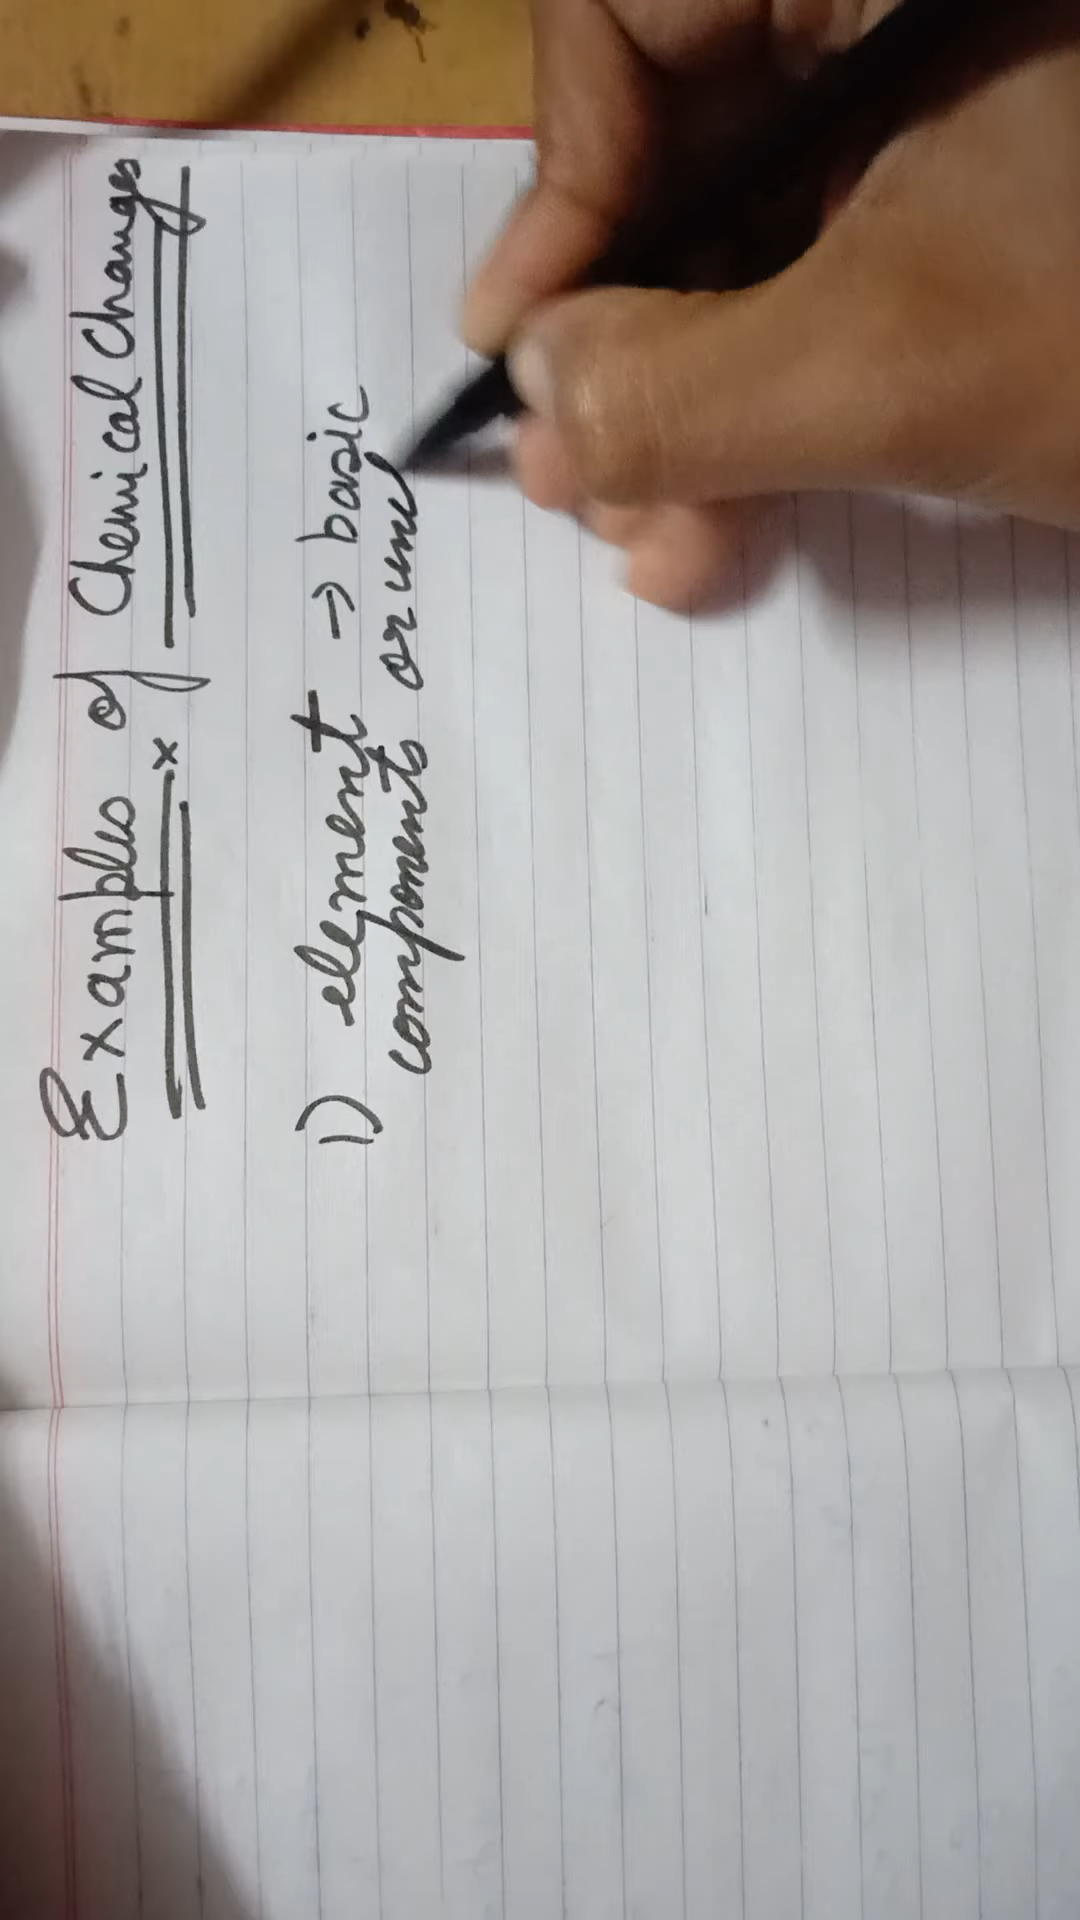 Examples of Chemical Changes
1) element → basic
components or